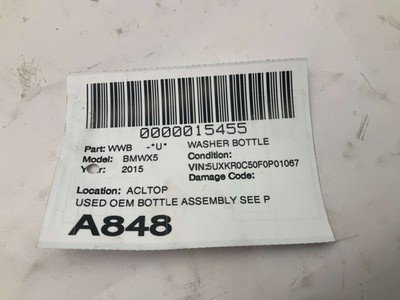 0000015455
Part: WWB -"U" WASHER BOTTLE
Model: BMWX5 Condition:
Year: 2015 VIN:5UXKR0C50F0P01067
Damage Code:
Location: ACLTOP
USED OEM BOTTLE ASSEMBLY SEE P
A848